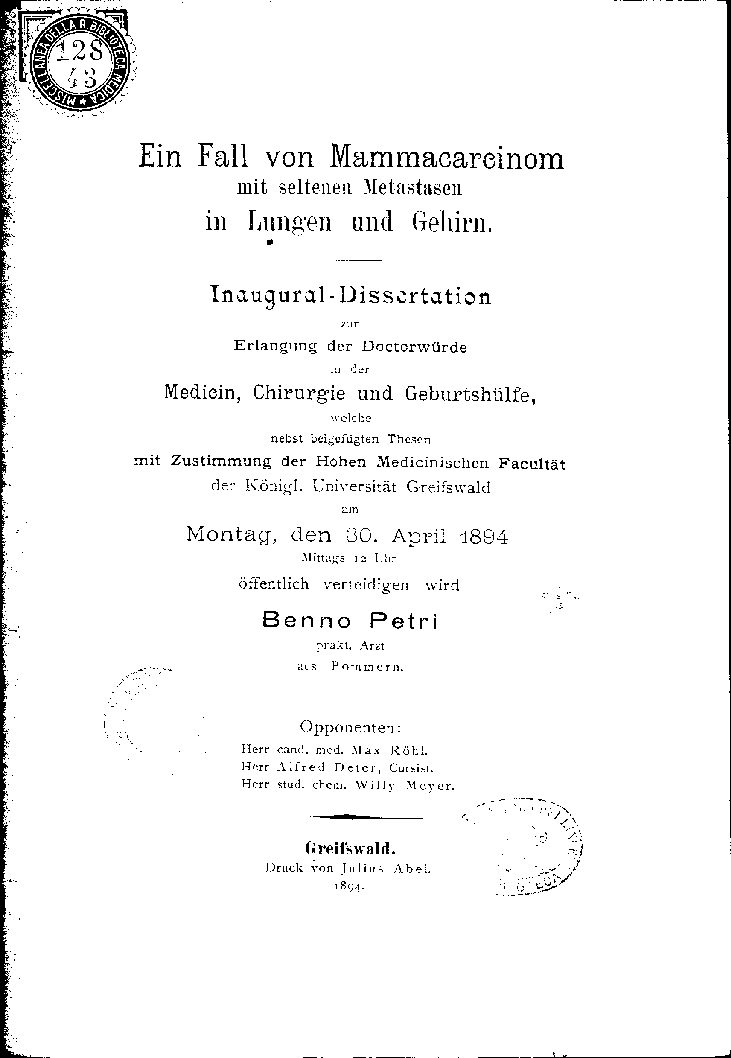 MISCELLANEA DELLA R. BIBLIOTECA MEDICA
128
43
Ein Fall von Mammacarcinom
mit seltenen Metastasen
in Lungen und Gehirn.
Inaugural-Dissertation
zur
Erlangung der Doctorwürde
in der
Medicin, Chirurgie und Geburtshülfe,
welche
nebst beigefügten Thesen
mit Zustimmung der Hohen Medicinischen Facultät
der Königl. Universität Greifswald
am
Montag, den 30. April 1894
Mittags 12 Uhr
öffentlich verteidigen wird
Benno Petri
prakt. Arzt
aus Pommern.
Opponenten:
Herr cand. med. Max Röhl.
Herr Alfred Deter, Cursist.
Herr stud. chem. Willy Meyer.
Greifswald.
Druck von Julius Abel.
1894.